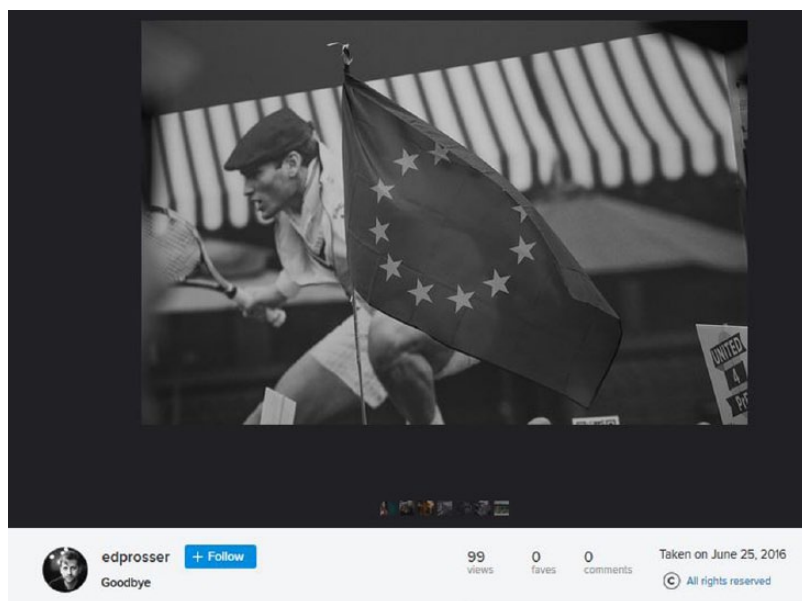 UNITED
4
edprosser
+ Follow
Goodbye
99
views
0
faves
0
comments
Taken on June 25, 2016
© All rights reserved